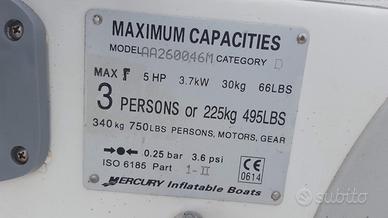 MAXIMUM CAPACITIES
MODEL AA260046M CATEGORY D
MAX 5 HP 3.7kW 30kg 66LBS
3 PERSONS or 225kg 495LBS
340kg 750LBS PERSONS, MOTORS, GEAR
0.25 bar 3.6 psi
ISO 6185 Part 1-II
CE
0614
MERCURY Inflatable Boats
subito